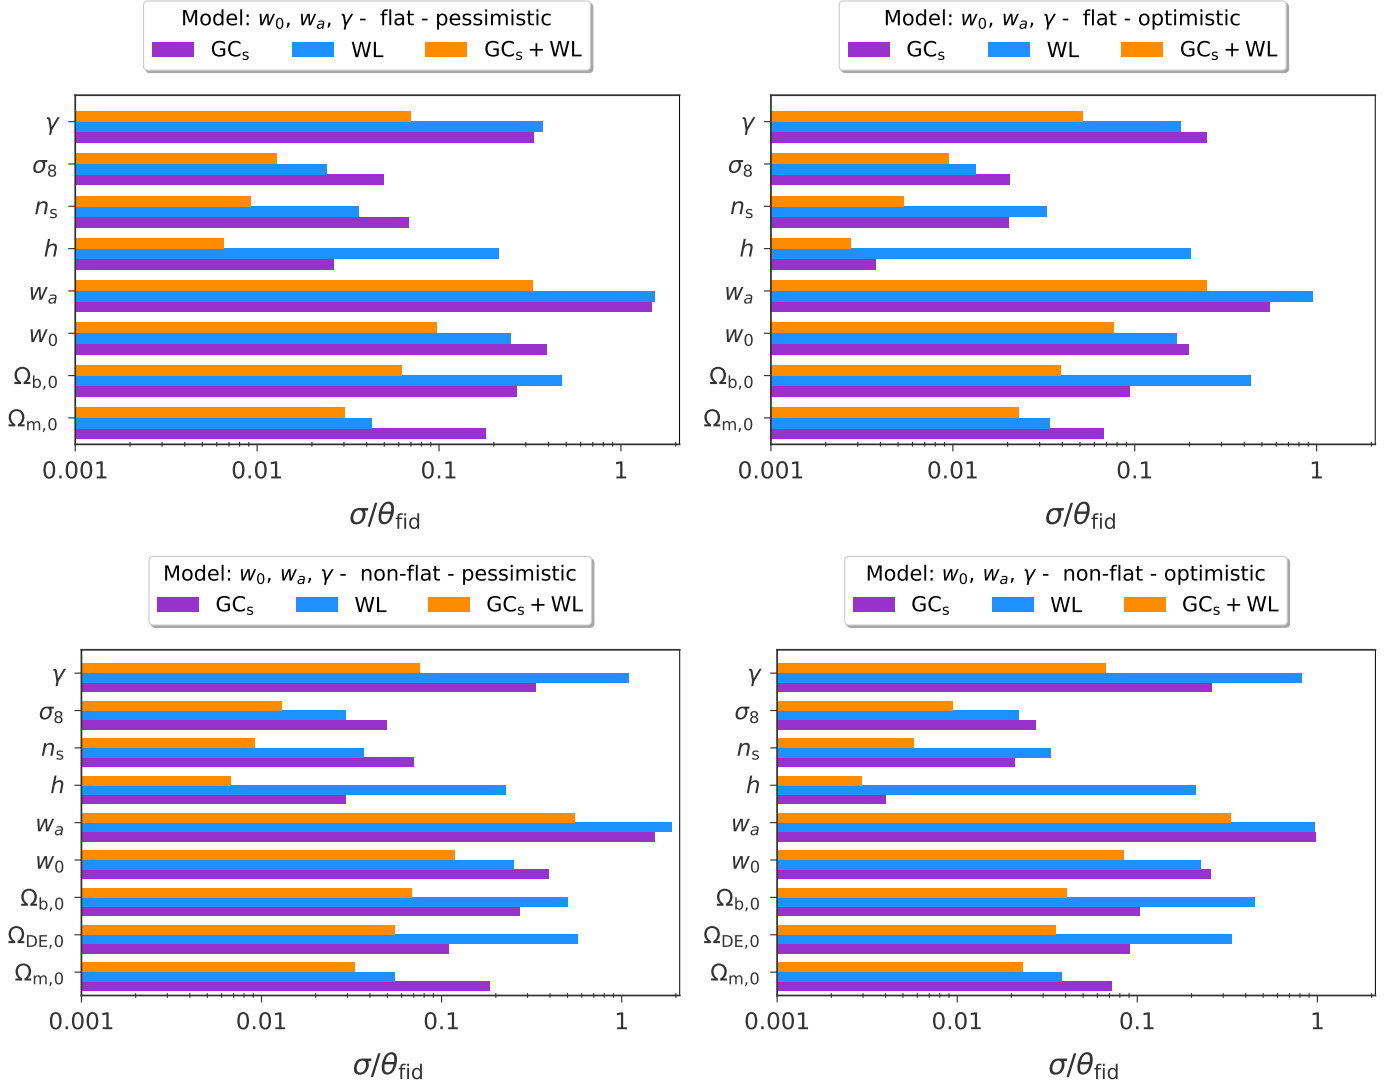 Model: w₀, wₐ, γ - flat - pessimistic
GCₛ WL GCₛ + WL
γ
σ₈
nₛ
h
wₐ
w₀
Ω_b,0
Ω_m,0
0.001 0.01 0.1 1
σ/θ_fid
Model: w₀, wₐ, γ - flat - optimistic
GCₛ WL GCₛ + WL
γ
σ₈
nₛ
h
wₐ
w₀
Ω_b,0
Ω_m,0
0.001 0.01 0.1 1
σ/θ_fid
Model: w₀, wₐ, γ - non-flat - pessimistic
GCₛ WL GCₛ + WL
γ
σ₈
nₛ
h
wₐ
w₀
Ω_b,0
Ω_DE,0
Ω_m,0
0.001 0.01 0.1 1
σ/θ_fid
Model: w₀, wₐ, γ - non-flat - optimistic
GCₛ WL GCₛ + WL
γ
σ₈
nₛ
h
wₐ
w₀
Ω_b,0
Ω_DE,0
Ω_m,0
0.001 0.01 0.1 1
σ/θ_fid